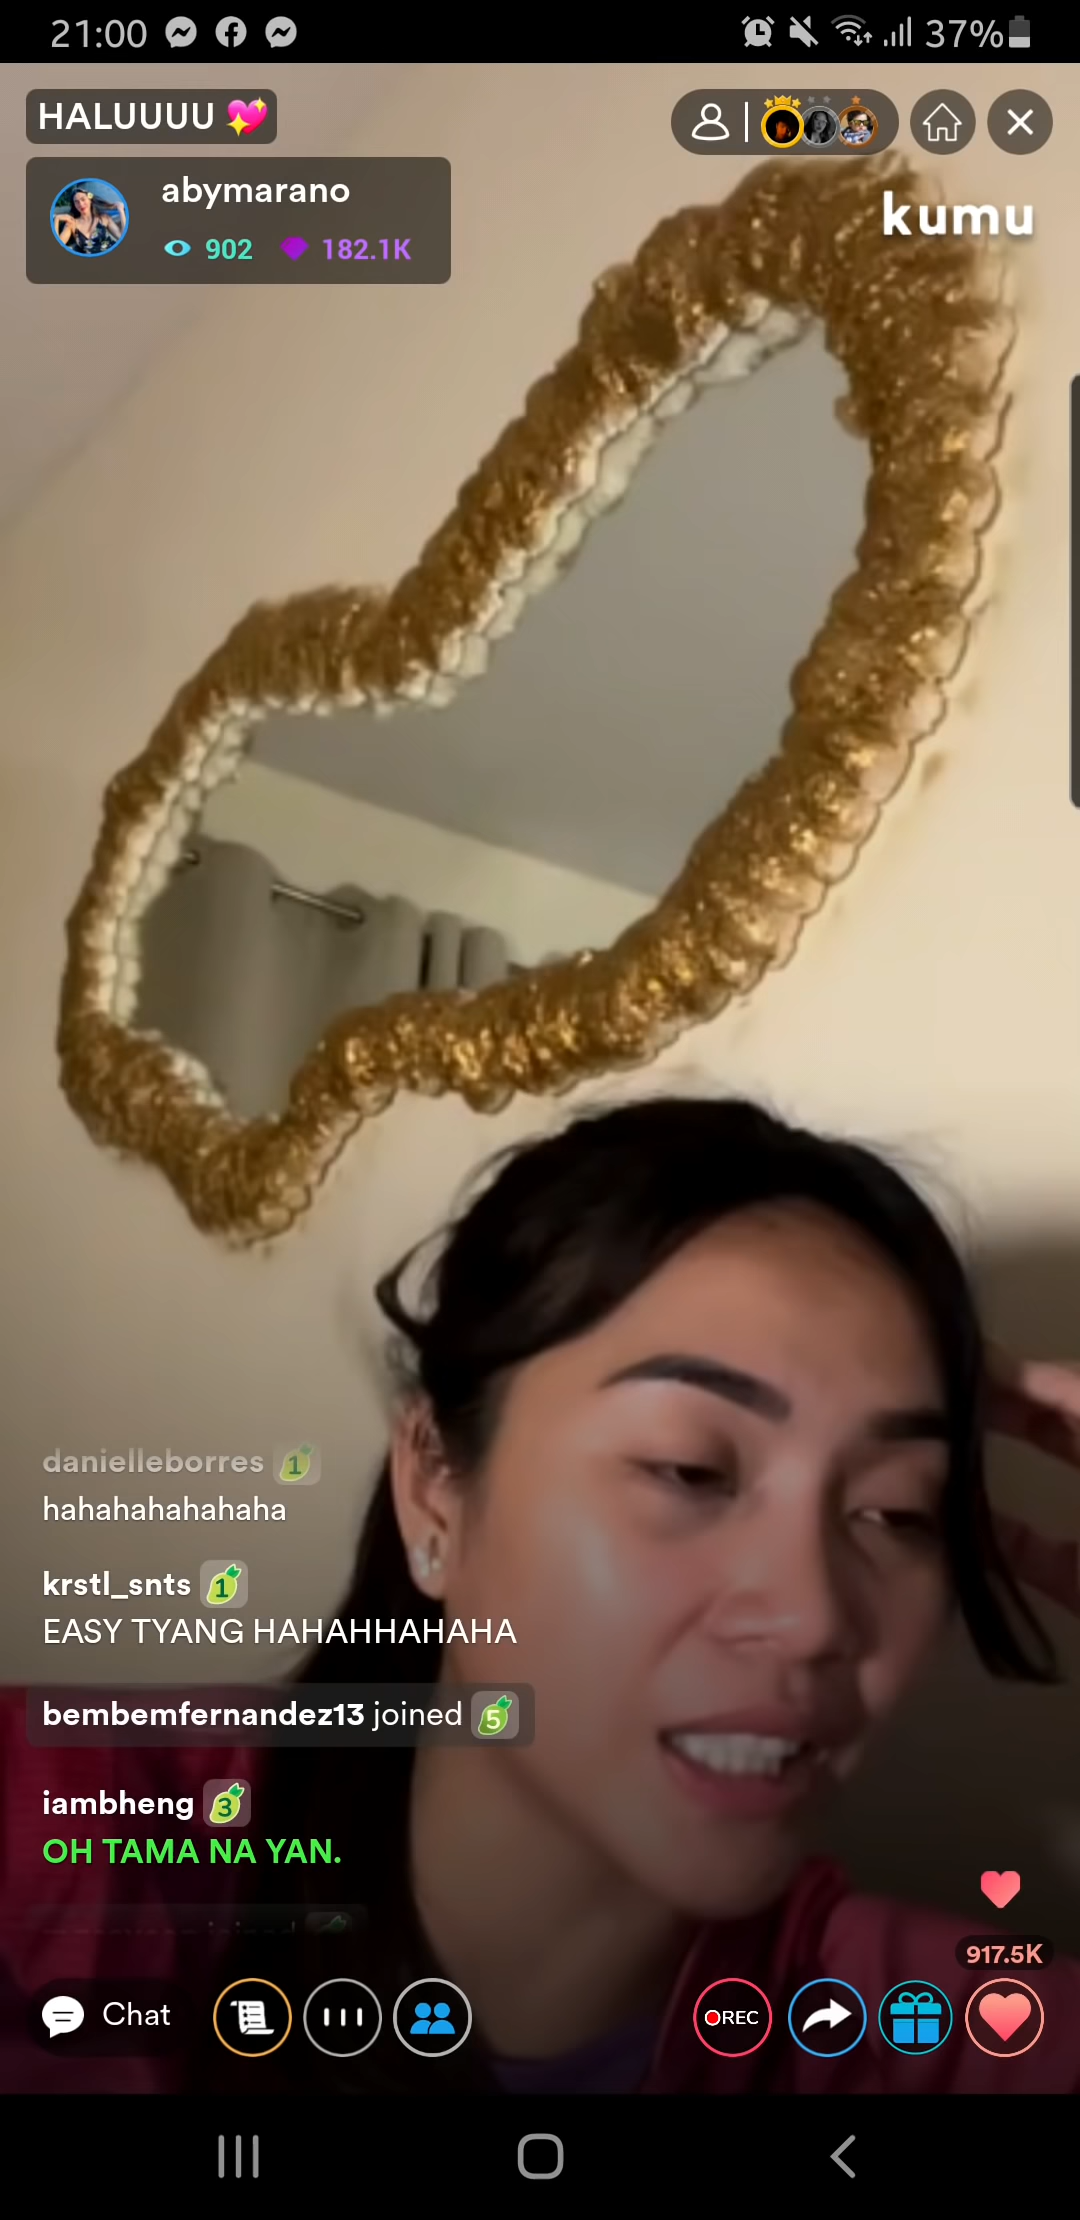 21:00
37%
HALUUUU 💖
abymarano
902 182.1K
kumu
danielleborres 1
hahahahahahaha
krstl_snts 1
EASY TYANG HAHAHHAHAHA
bembemfernandez13 joined 5
iambheng 3
OH TAMA NA YAN.
joined
917.5K
Chat
REC